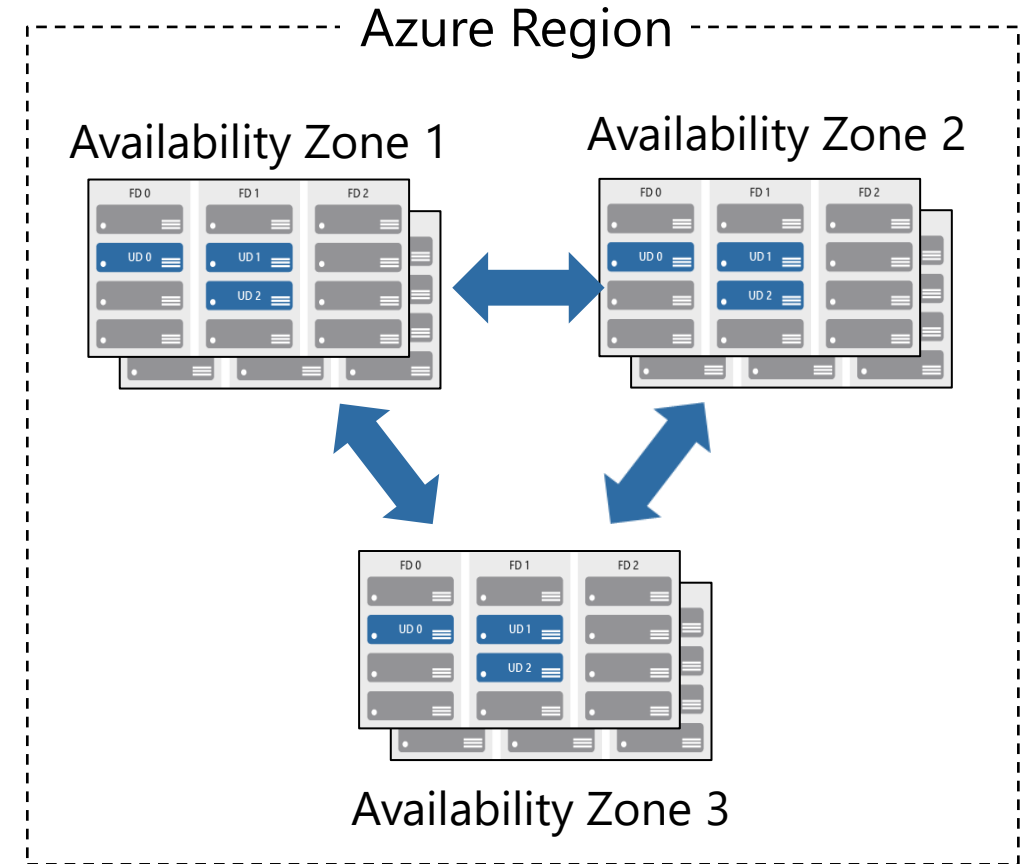 Azure Region
Availability Zone 1
FD 0 FD 1 FD 2
UD 0 UD 1
UD 2
Availability Zone 2
FD 0 FD 1 FD 2
UD 0 UD 1
UD 2
FD 0 FD 1 FD 2
UD 0 UD 1
UD 2
Availability Zone 3